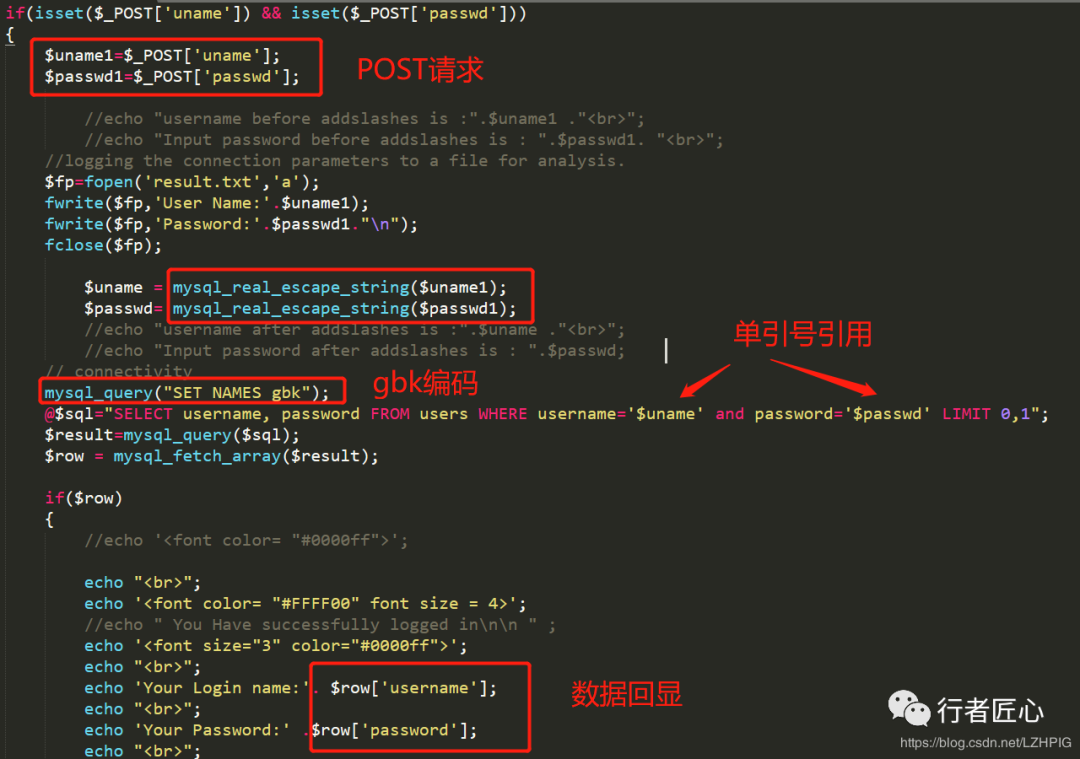 if(isset($_POST['uname']) && isset($_POST['passwd']))
{
$uname1=$_POST['uname'];
$passwd1=$_POST['passwd'];
POST请求
//echo "username before addslashes is :".$uname1 ."<br>";
//echo "Input password before addslashes is : ".$passwd1. "<br>";
//logging the connection parameters to a file for analysis.
$fp=fopen('result.txt','a');
fwrite($fp,'User Name:'.$uname1);
fwrite($fp,'Password:'.$passwd1."\n");
fclose($fp);
$uname = mysql_real_escape_string($uname1);
$passwd= mysql_real_escape_string($passwd1);
//echo "username after addslashes is :".$uname ."<br>";
//echo "Input password after addslashes is : ".$passwd;
单引号引用
// connectivity
mysql_query("SET NAMES gbk");
gbk编码
@$sql="SELECT username, password FROM users WHERE username='$uname' and password='$passwd' LIMIT 0,1";
$result=mysql_query($sql);
$row = mysql_fetch_array($result);
if($row)
{
//echo '<font color= "#0000ff">';
echo "<br>";
echo '<font color= "#FFFF00" font size = 4>';
//echo " You Have successfully logged in\n\n " ;
echo '<font size="3" color="#0000ff">';
echo "<br>";
echo 'Your Login name:'. $row['username'];
数据回显
echo "<br>";
echo 'Your Password:' .$row['password'];
echo "<br>";
行者匠心
https://blog.csdn.net/LZHPIG